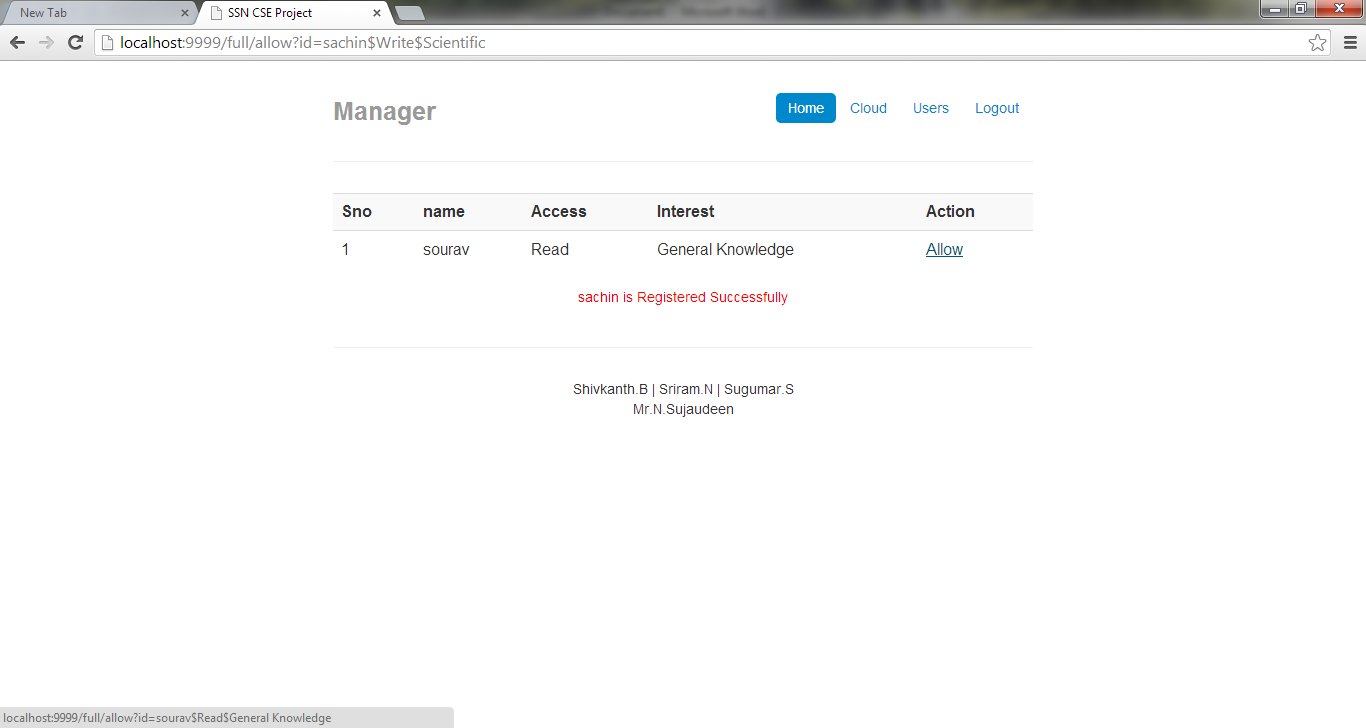 New Tab
SSN CSE Project
localhost:9999/full/allow?id=sachin$Write$Scientific
Manager
Home Cloud Users Logout
Sno name Access Interest Action
1 sourav Read General Knowledge Allow
sachin is Registered Successfully
Shivkanth.B | Sriram.N | Sugumar.S
Mr.N.Sujaudeen
localhost:9999/full/allow?id=sourav$Read$General Knowledge